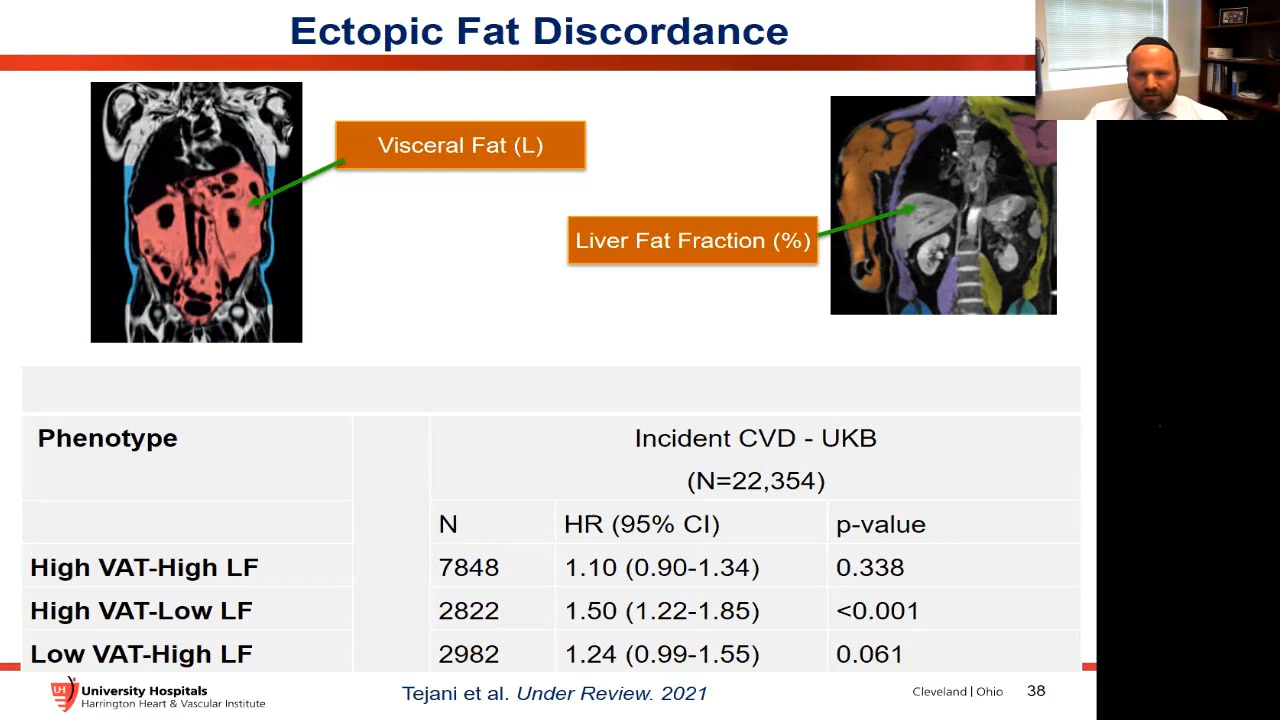 Ectopic Fat Discordance
Visceral Fat (L)
Liver Fat Fraction (%)
Phenotype
Incident CVD - UKB
(N=22,354)
N HR (95% CI) p-value
High VAT-High LF 7848 1.10 (0.90-1.34) 0.338
High VAT-Low LF 2822 1.50 (1.22-1.85) <0.001
Low VAT-High LF 2982 1.24 (0.99-1.55) 0.061
UH
University Hospitals
Harrington Heart & Vascular Institute
Tejani et al. Under Review. 2021
Cleveland | Ohio 38